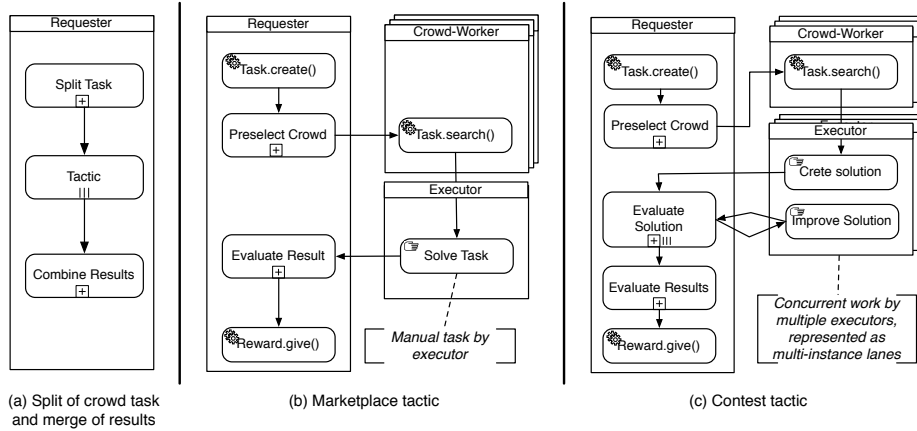 Requester
Split Task
Tactic
Combine Results
(a) Split of crowd task
and merge of results
Requester
Task.create()
Preselect Crowd
Evaluate Result
Reward.give()
Crowd-Worker
Task.search()
Executor
Solve Task
Manual task by
executor
(b) Marketplace tactic
Requester
Task.create()
Preselect Crowd
Evaluate
Solution
Evaluate Results
Reward.give()
Crowd-Worker
Task.search()
Executor
Crete solution
Improve Solution
Concurrent work by
multiple executors,
represented as
multi-instance lanes
(c) Contest tactic